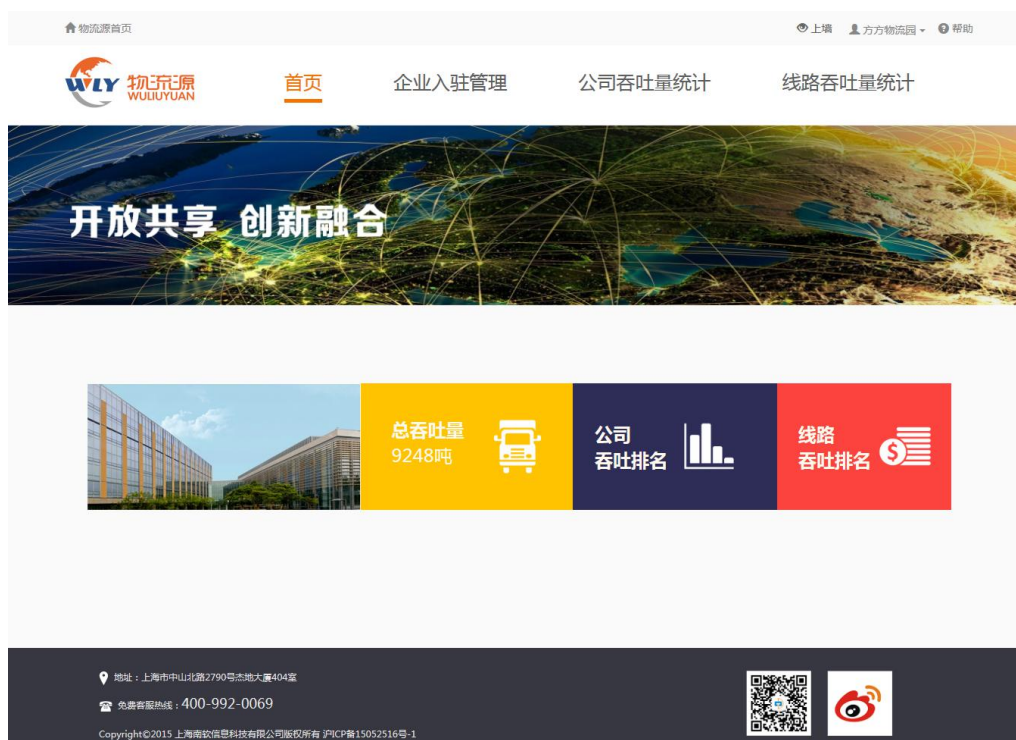 物流源首页
上墙 方方物流园 帮助
WLY 物流源
WULIUYUAN
首页 企业入驻管理 公司吞吐量统计 线路吞吐量统计
开放共享 创新融合
总吞吐量
9248吨
公司
吞吐排名
线路
吞吐排名
地址：上海市中山北路2790号杰地大厦404室
免费客服热线：400-992-0069
Copyright©2015 上海南软信息科技有限公司版权所有 沪ICP备15052516号-1